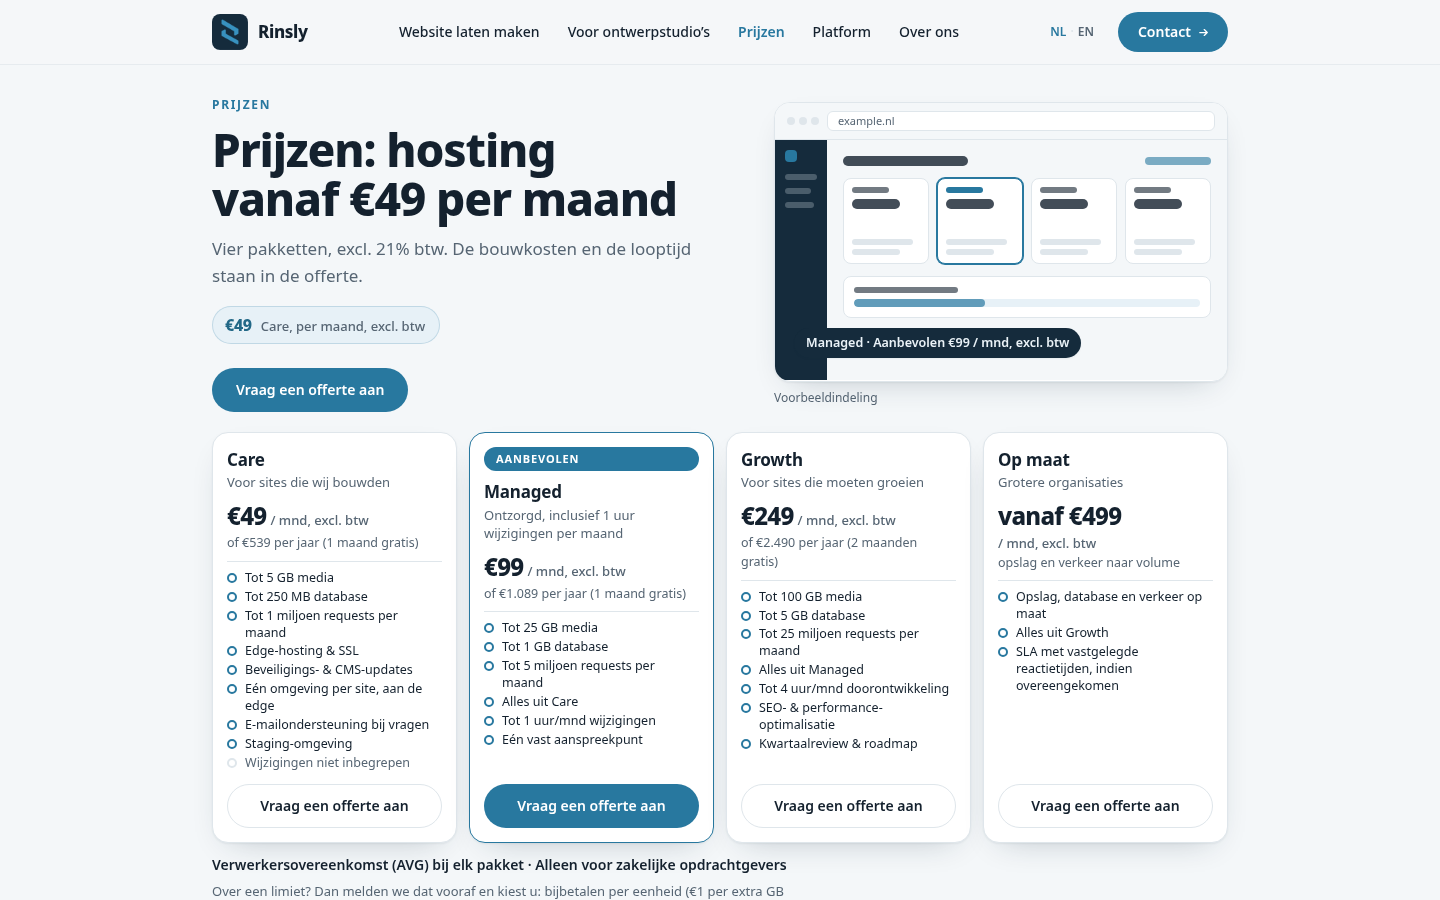 Rinsly
Website laten maken
Voor ontwerpstudio's
Prijzen
Platform
Over ons
NL · EN
Contact →
PRIJZEN
Prijzen: hosting
vanaf €49 per maand
Vier pakketten, excl. 21% btw. De bouwkosten en de looptijd
staan in de offerte.
€49 Care, per maand, excl. btw
Vraag een offerte aan
example.nl
Managed · Aanbevolen €99 / mnd, excl. btw
Voorbeeldindeling
Care
Voor sites die wij bouwden
€49 / mnd, excl. btw
of €539 per jaar (1 maand gratis)
Tot 5 GB media
Tot 250 MB database
Tot 1 miljoen requests per
maand
Edge-hosting & SSL
Beveiligings- & CMS-updates
Eén omgeving per site, aan de
edge
E-mailondersteuning bij vragen
Staging-omgeving
Wijzigingen niet inbegrepen
Vraag een offerte aan
AANBEVOLEN
Managed
Ontzorgd, inclusief 1 uur
wijzigingen per maand
€99 / mnd, excl. btw
of €1.089 per jaar (1 maand gratis)
Tot 25 GB media
Tot 1 GB database
Tot 5 miljoen requests per
maand
Alles uit Care
Tot 1 uur/mnd wijzigingen
Eén vast aanspreekpunt
Vraag een offerte aan
Growth
Voor sites die moeten groeien
€249 / mnd, excl. btw
of €2.490 per jaar (2 maanden
gratis)
Tot 100 GB media
Tot 5 GB database
Tot 25 miljoen requests per
maand
Alles uit Managed
Tot 4 uur/mnd doorontwikkeling
SEO- & performance-
optimalisatie
Kwartaalreview & roadmap
Vraag een offerte aan
Op maat
Grotere organisaties
vanaf €499
/ mnd, excl. btw
opslag en verkeer naar volume
Opslag, database en verkeer op
maat
Alles uit Growth
SLA met vastgelegde
reactietijden, indien
overeengekomen
Vraag een offerte aan
Verwerkersovereenkomst (AVG) bij elk pakket · Alleen voor zakelijke opdrachtgevers
Over een limiet? Dan melden we dat vooraf en kiest u: bijbetalen per eenheid (€1 per extra GB